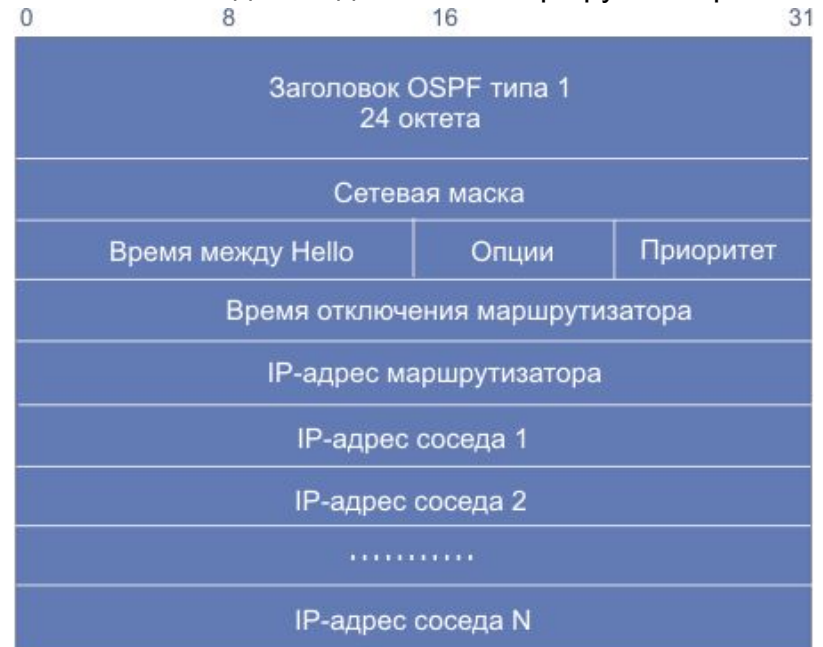 0 8 16 31
Заголовок OSPF типа 1
24 октета
Сетевая маска
Время между Hello Опции Приоритет
Время отключения маршрутизатора
IP-адрес маршрутизатора
IP-адрес соседа 1
IP-адрес соседа 2
...........
IP-адрес соседа N